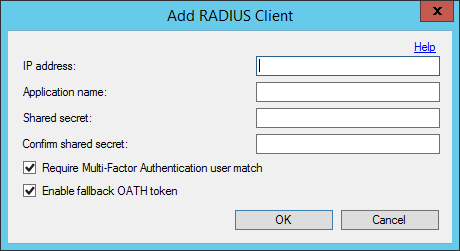 Add RADIUS Client
x
Help
IP address:
Application name:
Shared secret:
Confirm shared secret:
Require Multi-Factor Authentication user match
Enable fallback OATH token
OK Cancel